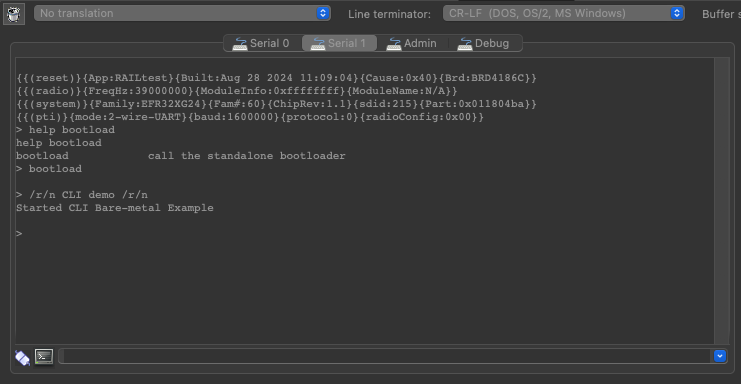 No translation Line terminator: CR-LF (DOS, OS/2, MS Windows) Buffer s
Serial 0 Serial 1 Admin Debug
{{(reset)}{App:RAILtest}{Built:Aug 28 2024 11:09:04}{Cause:0x40}{Brd:BRD4186C}}
{{(radio)}{FreqHz:39000000}{ModuleInfo:0xffffffff}{ModuleName:N/A}}
{{(system)}{Family:EFR32XG24}{Fam#:60}{ChipRev:1.1}{sdid:215}{Part:0x011804ba}}
{{(pti)}{mode:2-wire-UART}{baud:1600000}{protocol:0}{radioConfig:0x00}}
> help bootload
help bootload
bootload            call the standalone bootloader
> bootload
> /r/n CLI demo /r/n
Started CLI Bare-metal Example
>